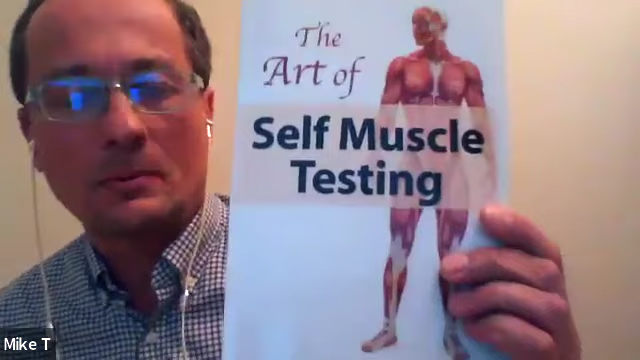 The
Art of
Self Muscle
Testing
Mike T